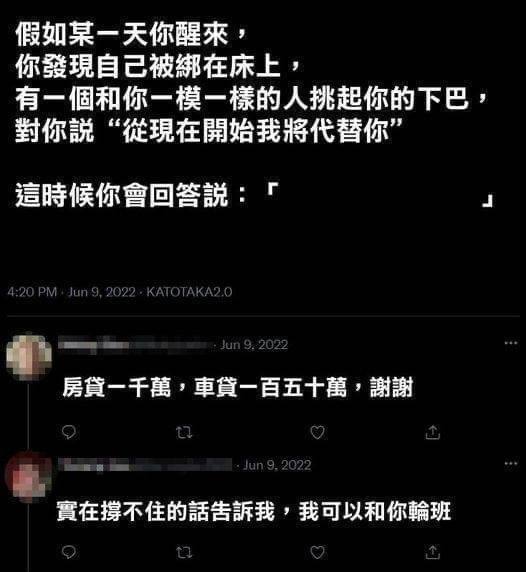 假如某一天你醒來，
你發現自己被綁在床上，
有一個和你一模一樣的人挑起你的下巴，
對你説“從現在開始我將代替你”
這時候你會回答説：「　　　　　　」
4:20 PM · Jun 9, 2022 · KATOTAKA2.0
· Jun 9, 2022
房貸一千萬，車貸一百五十萬，謝謝
· Jun 9, 2022
實在撐不住的話告訴我，我可以和你輪班